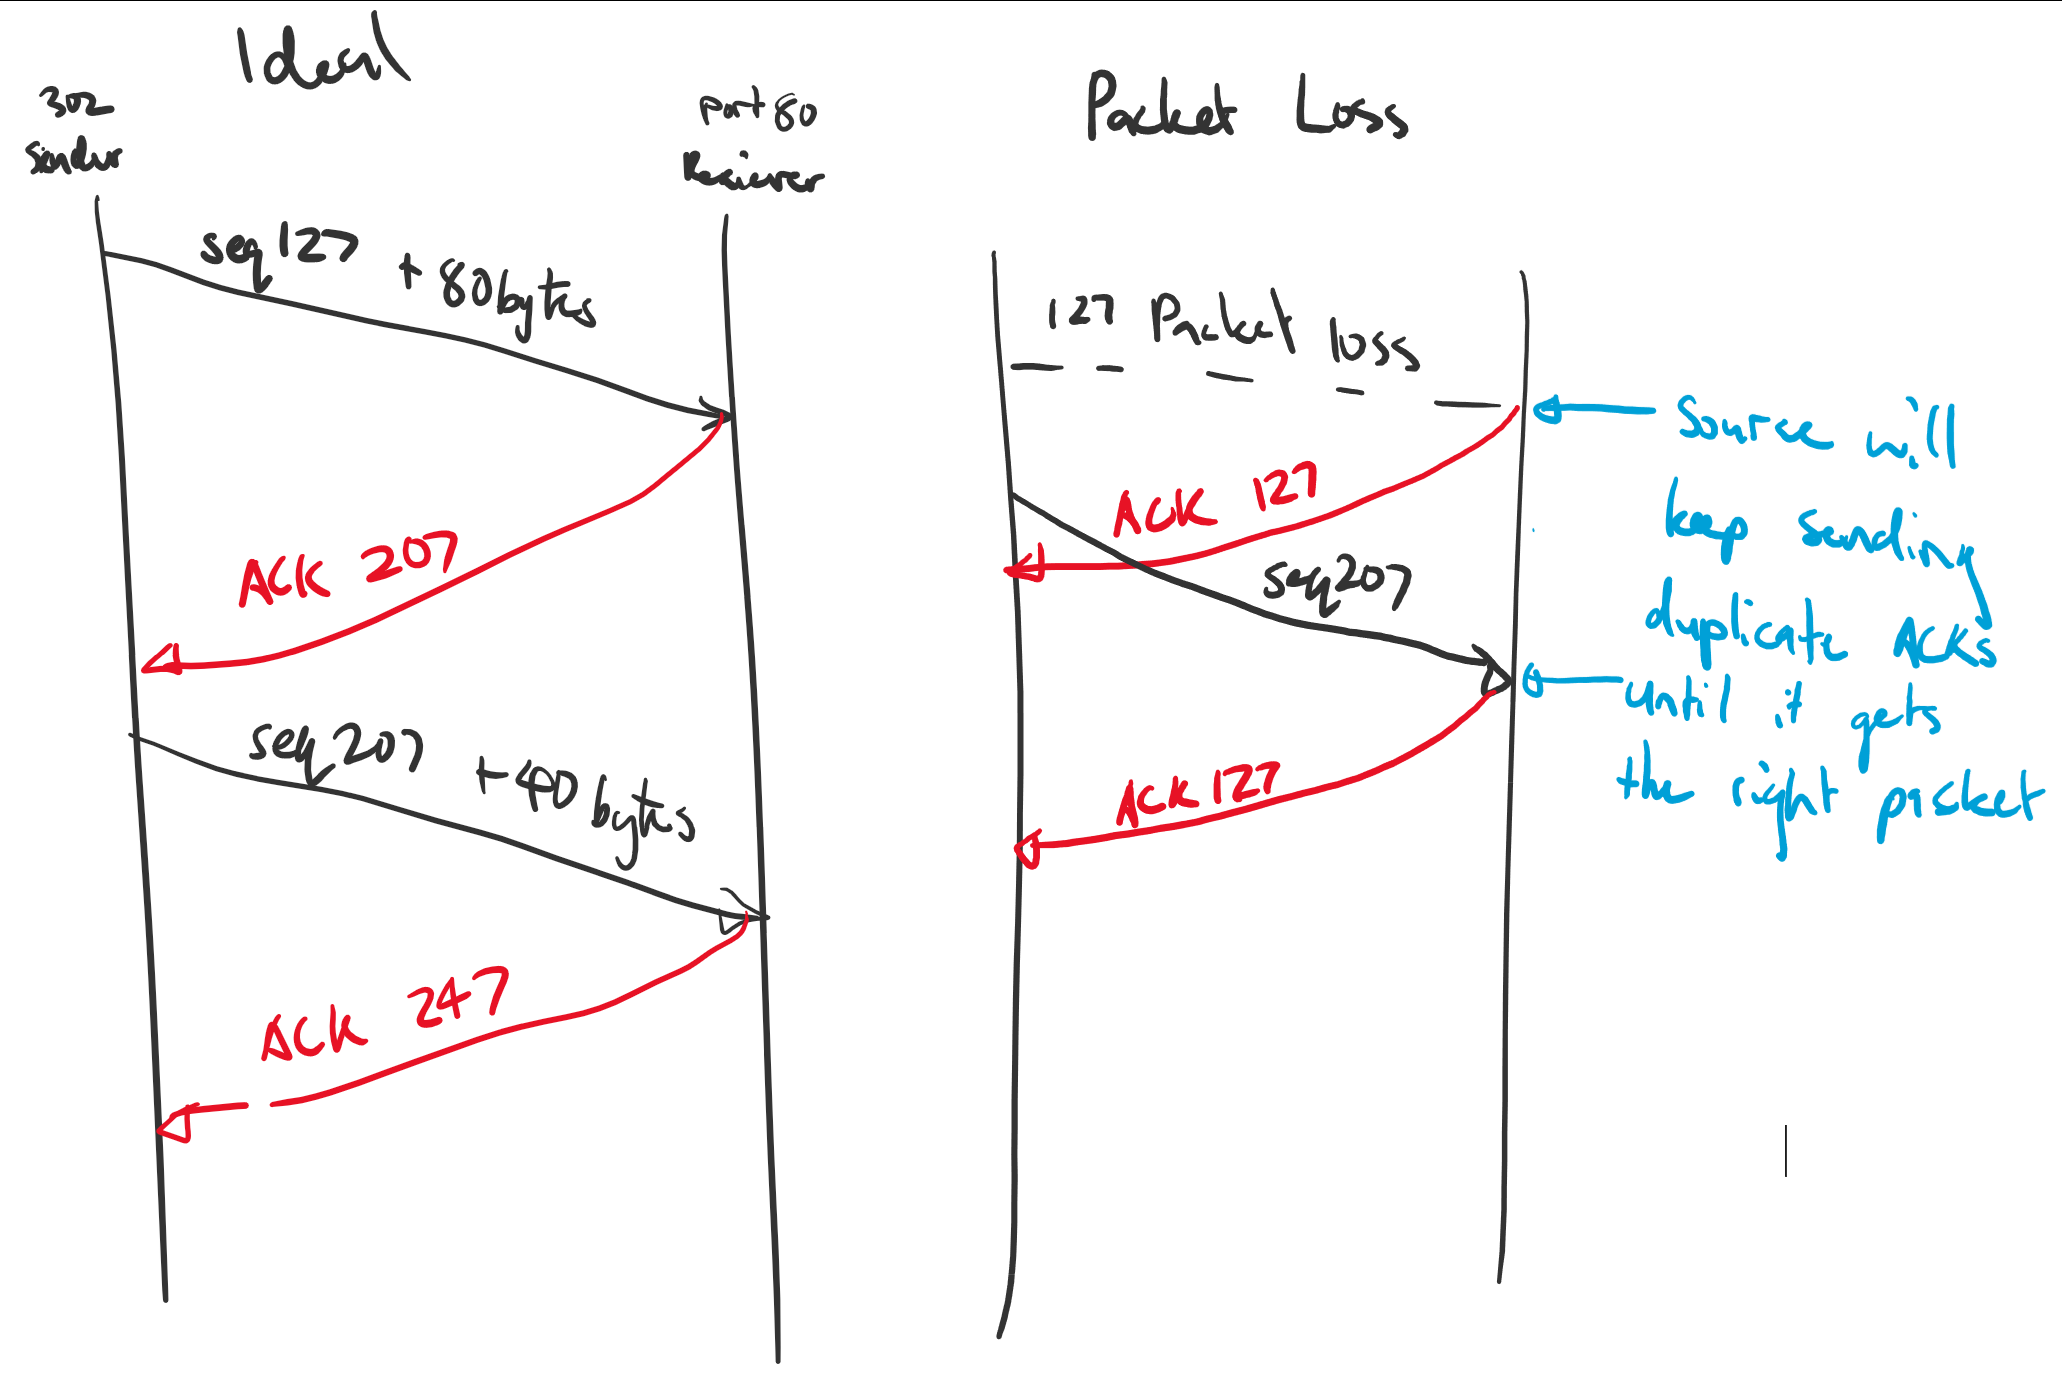 Ideal
302
Sender
port 80
Reciever
seq 127 + 80 bytes
ACK 207
seq 207 + 40 bytes
ACK 247
Packet Loss
127 Packet loss
ACK 127
seq 207
ACK 127
Source will
keep sending
duplicate ACKs
until it gets
the right packet